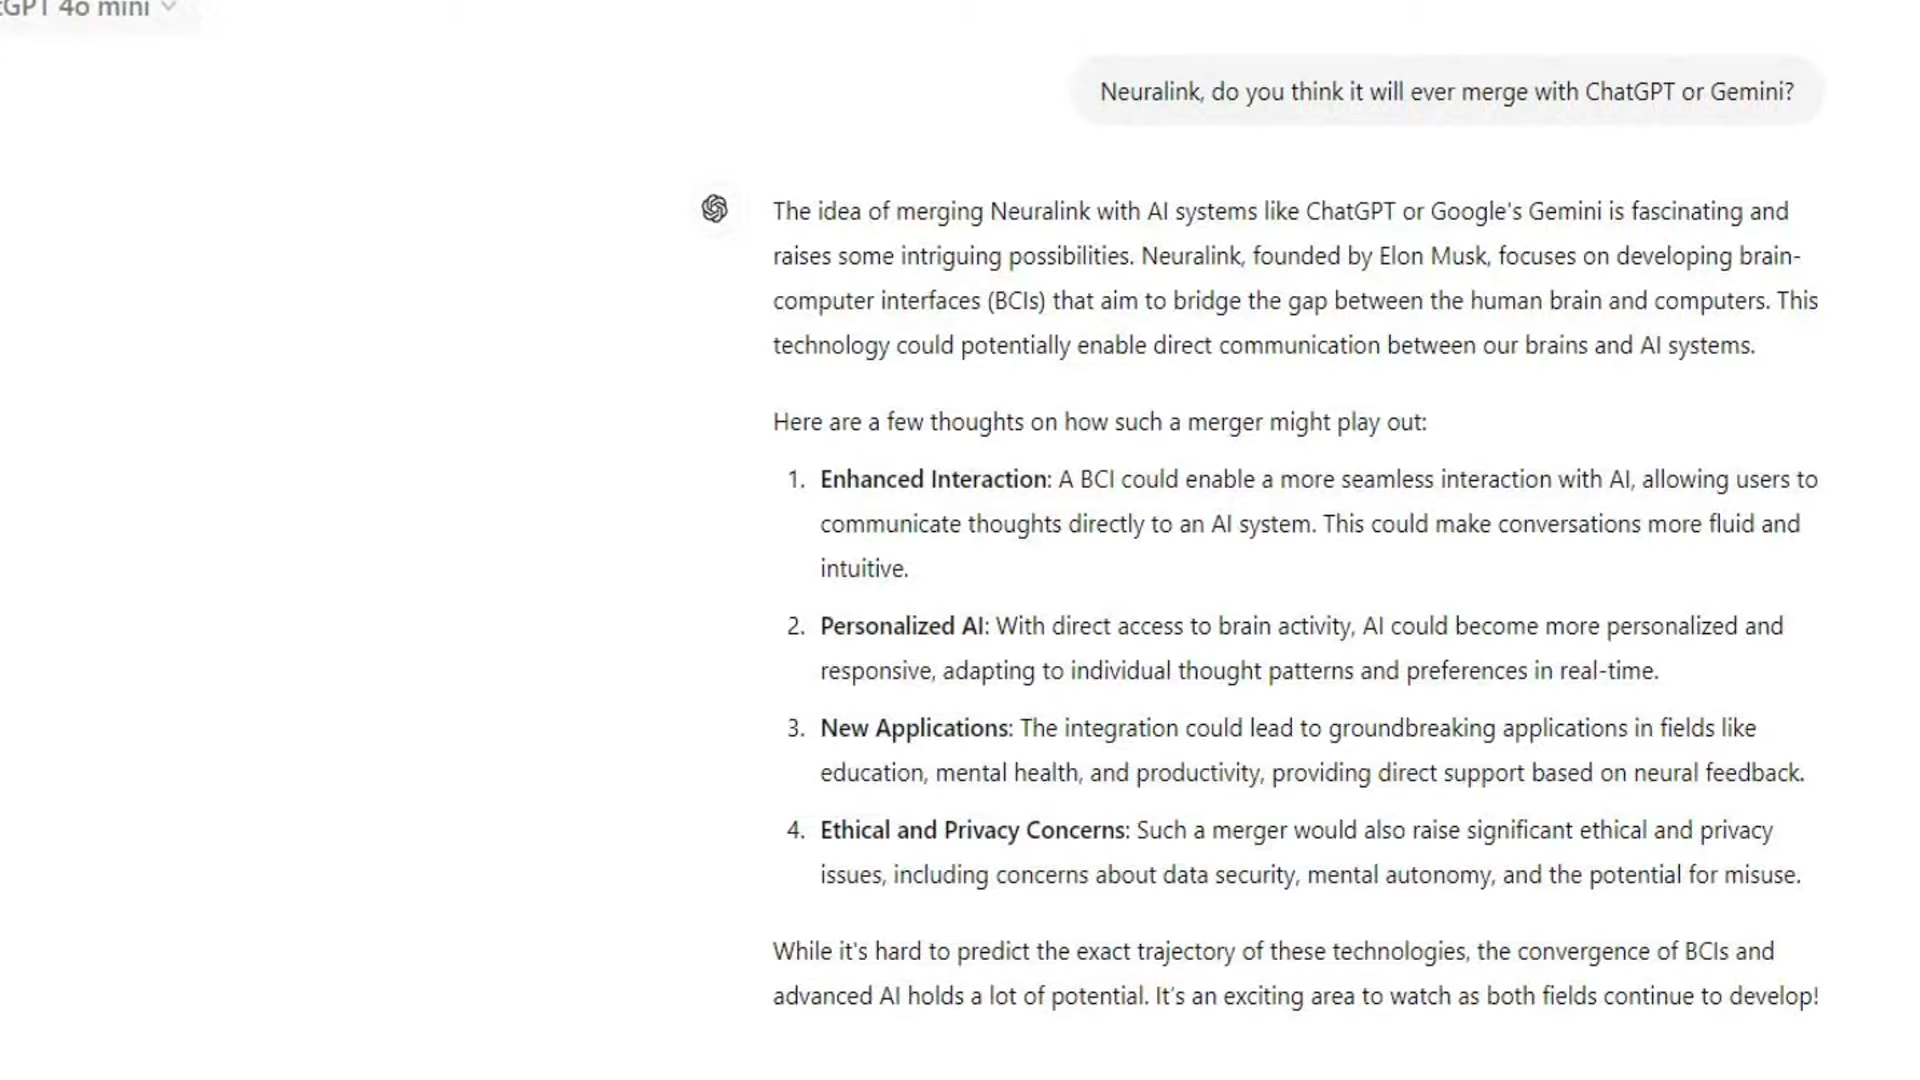 GPT 4o mini
Neuralink, do you think it will ever merge with ChatGPT or Gemini?
The idea of merging Neuralink with AI systems like ChatGPT or Google's Gemini is fascinating and
raises some intriguing possibilities. Neuralink, founded by Elon Musk, focuses on developing brain-
computer interfaces (BCIs) that aim to bridge the gap between the human brain and computers. This
technology could potentially enable direct communication between our brains and AI systems.
Here are a few thoughts on how such a merger might play out:
1. Enhanced Interaction: A BCI could enable a more seamless interaction with AI, allowing users to
communicate thoughts directly to an AI system. This could make conversations more fluid and
intuitive.
2. Personalized AI: With direct access to brain activity, AI could become more personalized and
responsive, adapting to individual thought patterns and preferences in real-time.
3. New Applications: The integration could lead to groundbreaking applications in fields like
education, mental health, and productivity, providing direct support based on neural feedback.
4. Ethical and Privacy Concerns: Such a merger would also raise significant ethical and privacy
issues, including concerns about data security, mental autonomy, and the potential for misuse.
While it's hard to predict the exact trajectory of these technologies, the convergence of BCIs and
advanced AI holds a lot of potential. It's an exciting area to watch as both fields continue to develop!